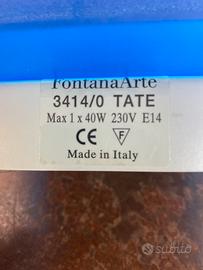 FontanaArte
3414/0 TATE
Max 1 x 40W 230V E14
CE F
Made in Italy
subito